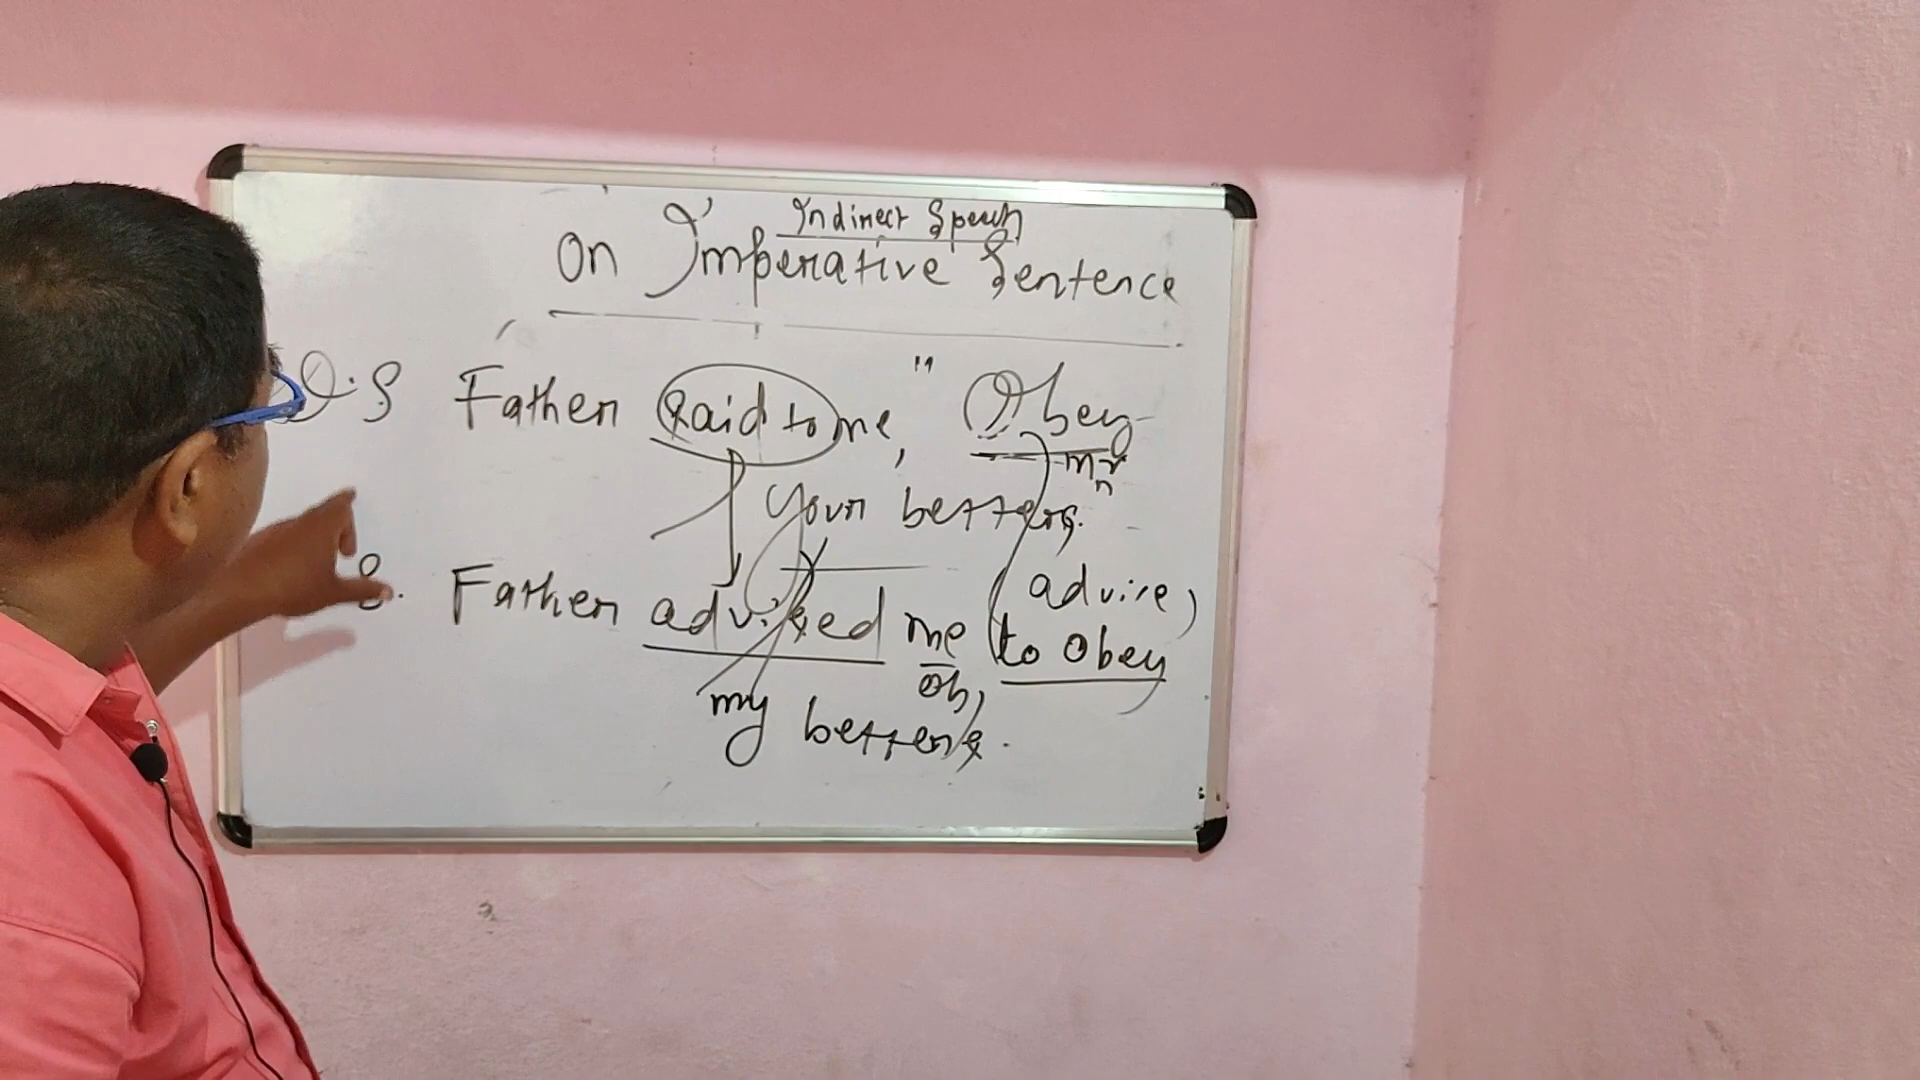 Indirect Speech
On Imperative Sentence
D.S Father said to me, "Obey
your betters."
advise,
S. Father advised me to obey
ob,
my betters.